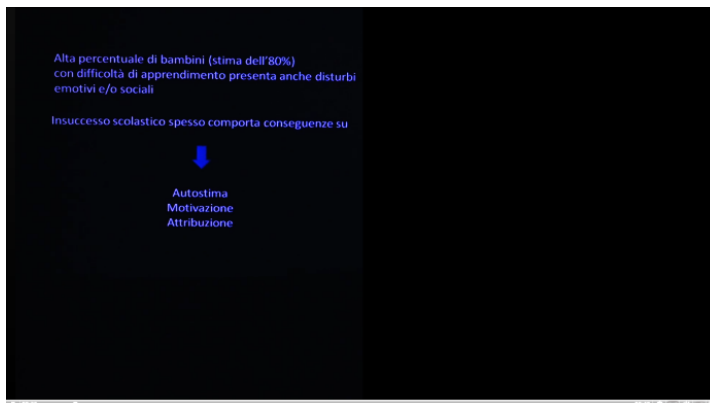 Alta percentuale di bambini (stima dell'80%)
con difficoltà di apprendimento presenta anche disturbi
emotivi e/o sociali
Insuccesso scolastico spesso comporta conseguenze su
Autostima
Motivazione
Attribuzione